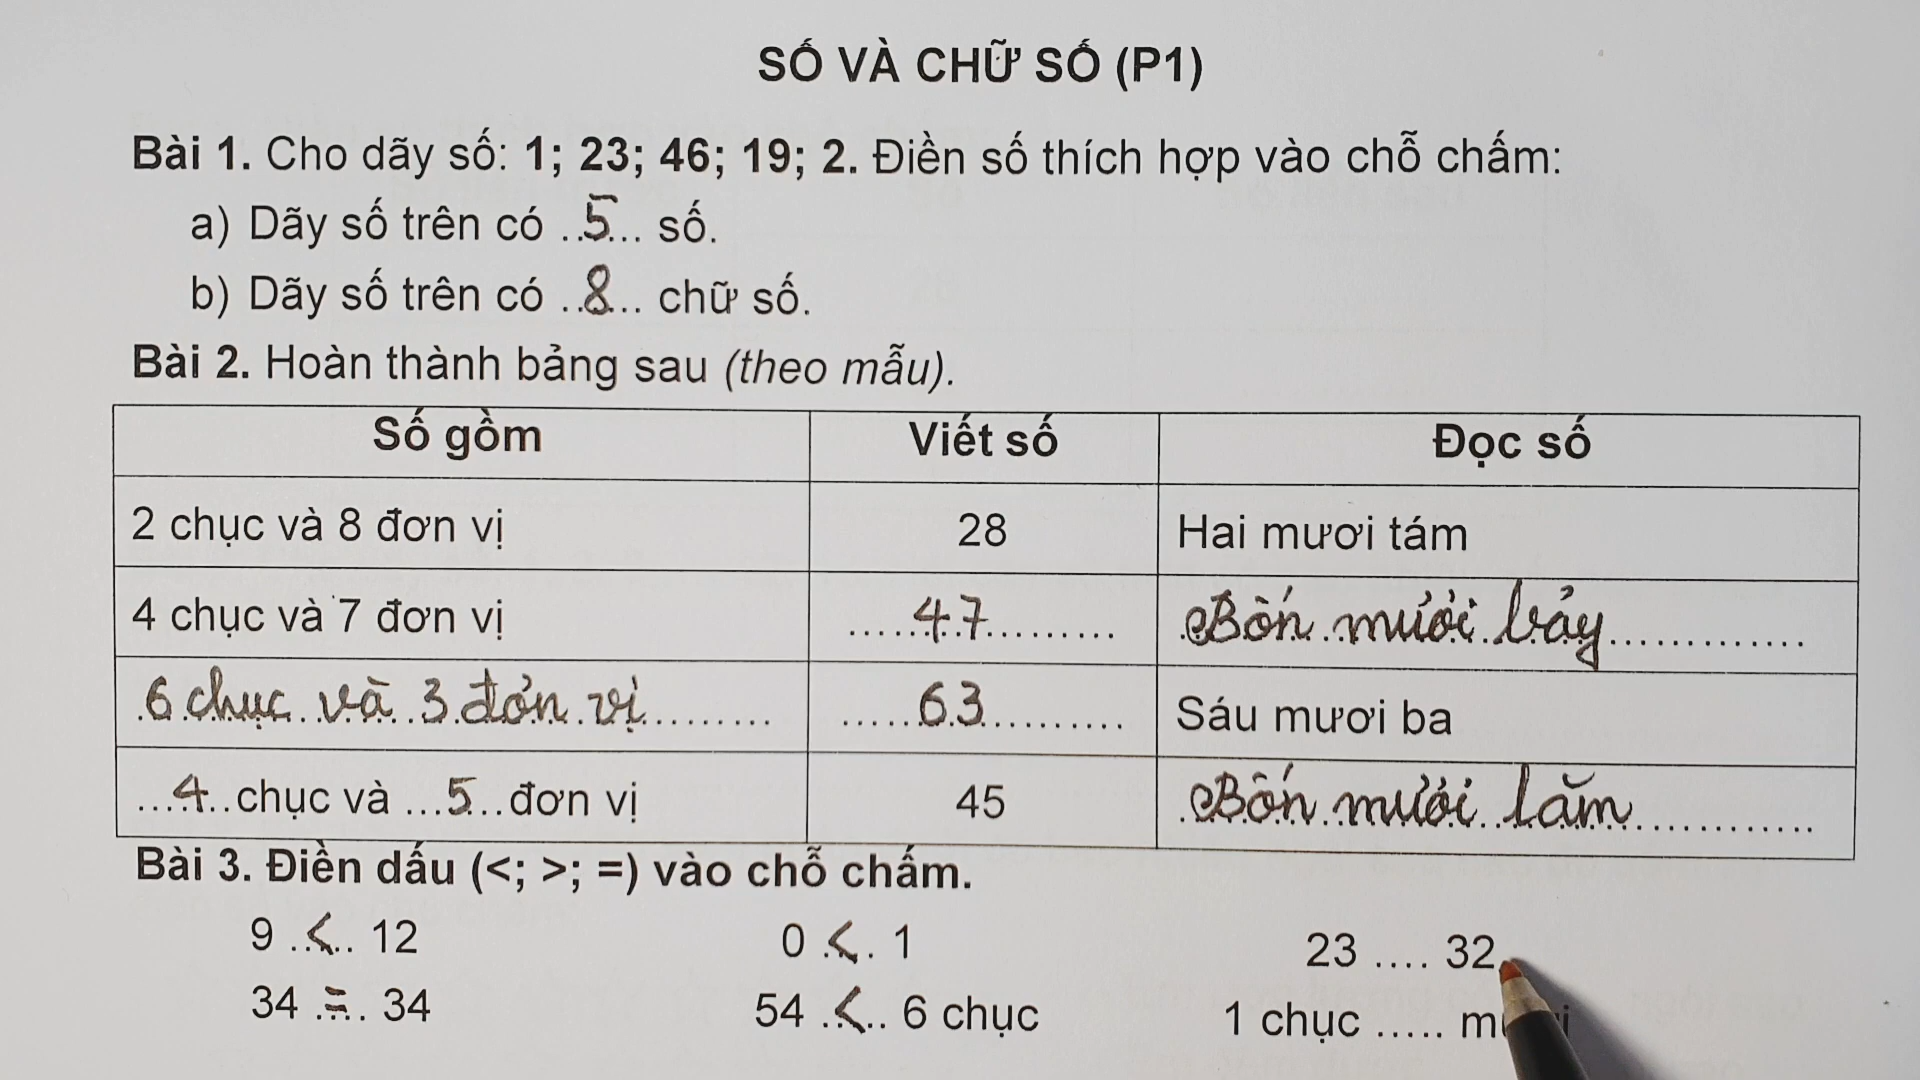 SỐ VÀ CHỮ SỐ (P1)
Bài 1. Cho dãy số: 1; 23; 46; 19; 2. Điền số thích hợp vào chỗ chấm:
a) Dãy số trên có ..5... số.
b) Dãy số trên có ..8... chữ số.
Bài 2. Hoàn thành bảng sau (theo mẫu).
Số gồm Viết số Đọc số
2 chục và 8 đơn vị 28 Hai mươi tám
4 chục và 7 đơn vị ......47......... Bốn mươi bảy..............
6 chục và 3 đơn vị......... .....63.......... Sáu mươi ba
....4..chục và ...5...đơn vị 45 Bốn mươi lăm.............
Bài 3. Điền dấu (<; >; =) vào chỗ chấm.
9 ..<.. 12 0 .<. 1 23 .... 32
34 .=. 34 54 .<.. 6 chục 1 chục .....